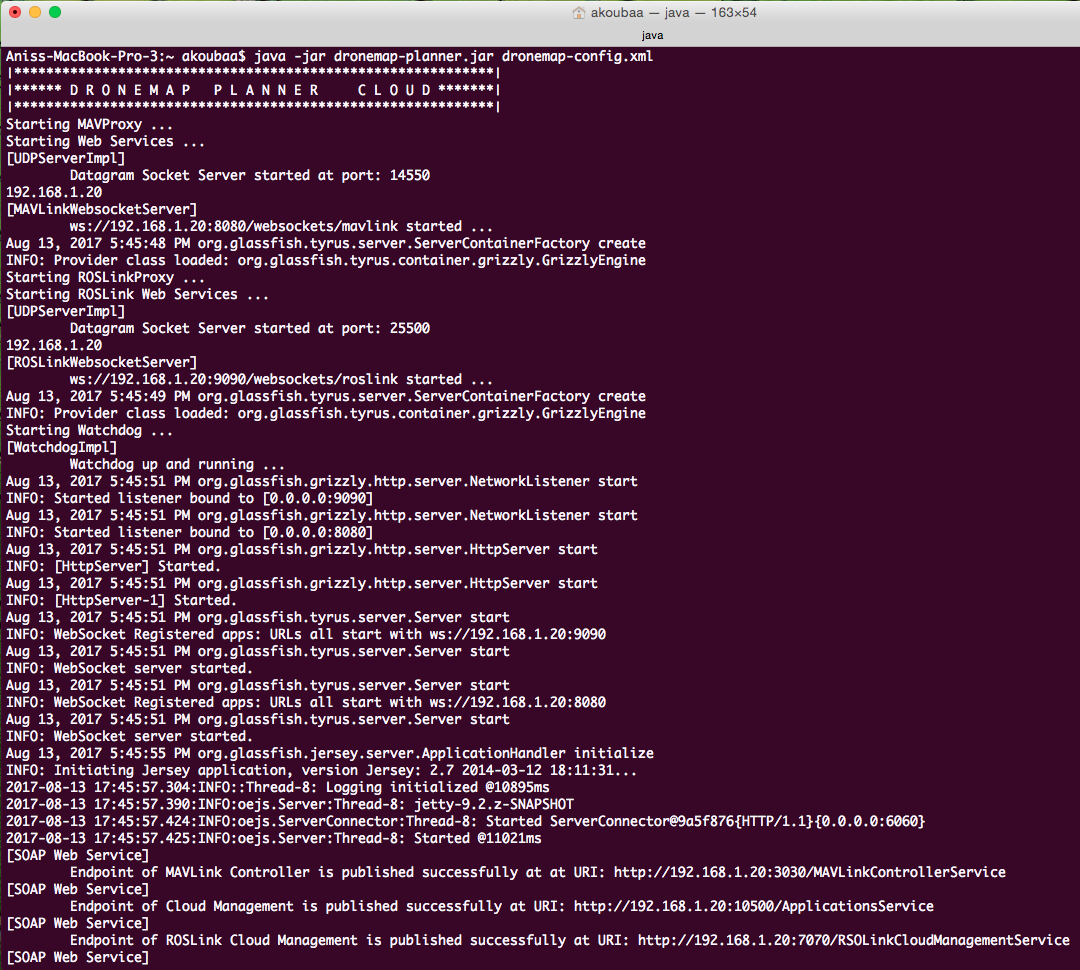 akoubaa — java — 163×54
java
Aniss-MacBook-Pro-3:~ akoubaa$ java -jar dronemap-planner.jar dronemap-config.xml
|******************************************************|
|****** D R O N E M A P   P L A N N E R    C L O U D *******|
|******************************************************|
Starting MAVProxy ...
Starting Web Services ...
[UDPServerImpl]
        Datagram Socket Server started at port: 14550
192.168.1.20
[MAVLinkWebsocketServer]
        ws://192.168.1.20:8080/websockets/mavlink started ...
Aug 13, 2017 5:45:48 PM org.glassfish.tyrus.server.ServerContainerFactory create
INFO: Provider class loaded: org.glassfish.tyrus.container.grizzly.GrizzlyEngine
Starting ROSLinkProxy ...
Starting ROSLink Web Services ...
[UDPServerImpl]
        Datagram Socket Server started at port: 25500
192.168.1.20
[ROSLinkWebsocketServer]
        ws://192.168.1.20:9090/websockets/roslink started ...
Aug 13, 2017 5:45:49 PM org.glassfish.tyrus.server.ServerContainerFactory create
INFO: Provider class loaded: org.glassfish.tyrus.container.grizzly.GrizzlyEngine
Starting Watchdog ...
[WatchdogImpl]
        Watchdog up and running ...
Aug 13, 2017 5:45:51 PM org.glassfish.grizzly.http.server.NetworkListener start
INFO: Started listener bound to [0.0.0.0:9090]
Aug 13, 2017 5:45:51 PM org.glassfish.grizzly.http.server.NetworkListener start
INFO: Started listener bound to [0.0.0.0:8080]
Aug 13, 2017 5:45:51 PM org.glassfish.grizzly.http.server.HttpServer start
INFO: [HttpServer] Started.
Aug 13, 2017 5:45:51 PM org.glassfish.grizzly.http.server.HttpServer start
INFO: [HttpServer-1] Started.
Aug 13, 2017 5:45:51 PM org.glassfish.tyrus.server.Server start
INFO: WebSocket Registered apps: URLs all start with ws://192.168.1.20:9090
Aug 13, 2017 5:45:51 PM org.glassfish.tyrus.server.Server start
INFO: WebSocket server started.
Aug 13, 2017 5:45:51 PM org.glassfish.tyrus.server.Server start
INFO: WebSocket Registered apps: URLs all start with ws://192.168.1.20:8080
Aug 13, 2017 5:45:51 PM org.glassfish.tyrus.server.Server start
INFO: WebSocket server started.
Aug 13, 2017 5:45:55 PM org.glassfish.jersey.server.ApplicationHandler initialize
INFO: Initiating Jersey application, version Jersey: 2.7 2014-03-12 18:11:31...
2017-08-13 17:45:57.304:INFO::Thread-8: Logging initialized @10895ms
2017-08-13 17:45:57.390:INFO:oejs.Server:Thread-8: jetty-9.2.z-SNAPSHOT
2017-08-13 17:45:57.424:INFO:oejs.ServerConnector:Thread-8: Started ServerConnector@9a5f876{HTTP/1.1}{0.0.0.0:6060}
2017-08-13 17:45:57.425:INFO:oejs.Server:Thread-8: Started @11021ms
[SOAP Web Service]
        Endpoint of MAVLink Controller is published successfully at at URI: http://192.168.1.20:3030/MAVLinkControllerService
[SOAP Web Service]
        Endpoint of Cloud Management is published successfully at URI: http://192.168.1.20:10500/ApplicationsService
[SOAP Web Service]
        Endpoint of ROSLink Cloud Management is published successfully at URI: http://192.168.1.20:7070/RSOLinkCloudManagementService
[SOAP Web Service]